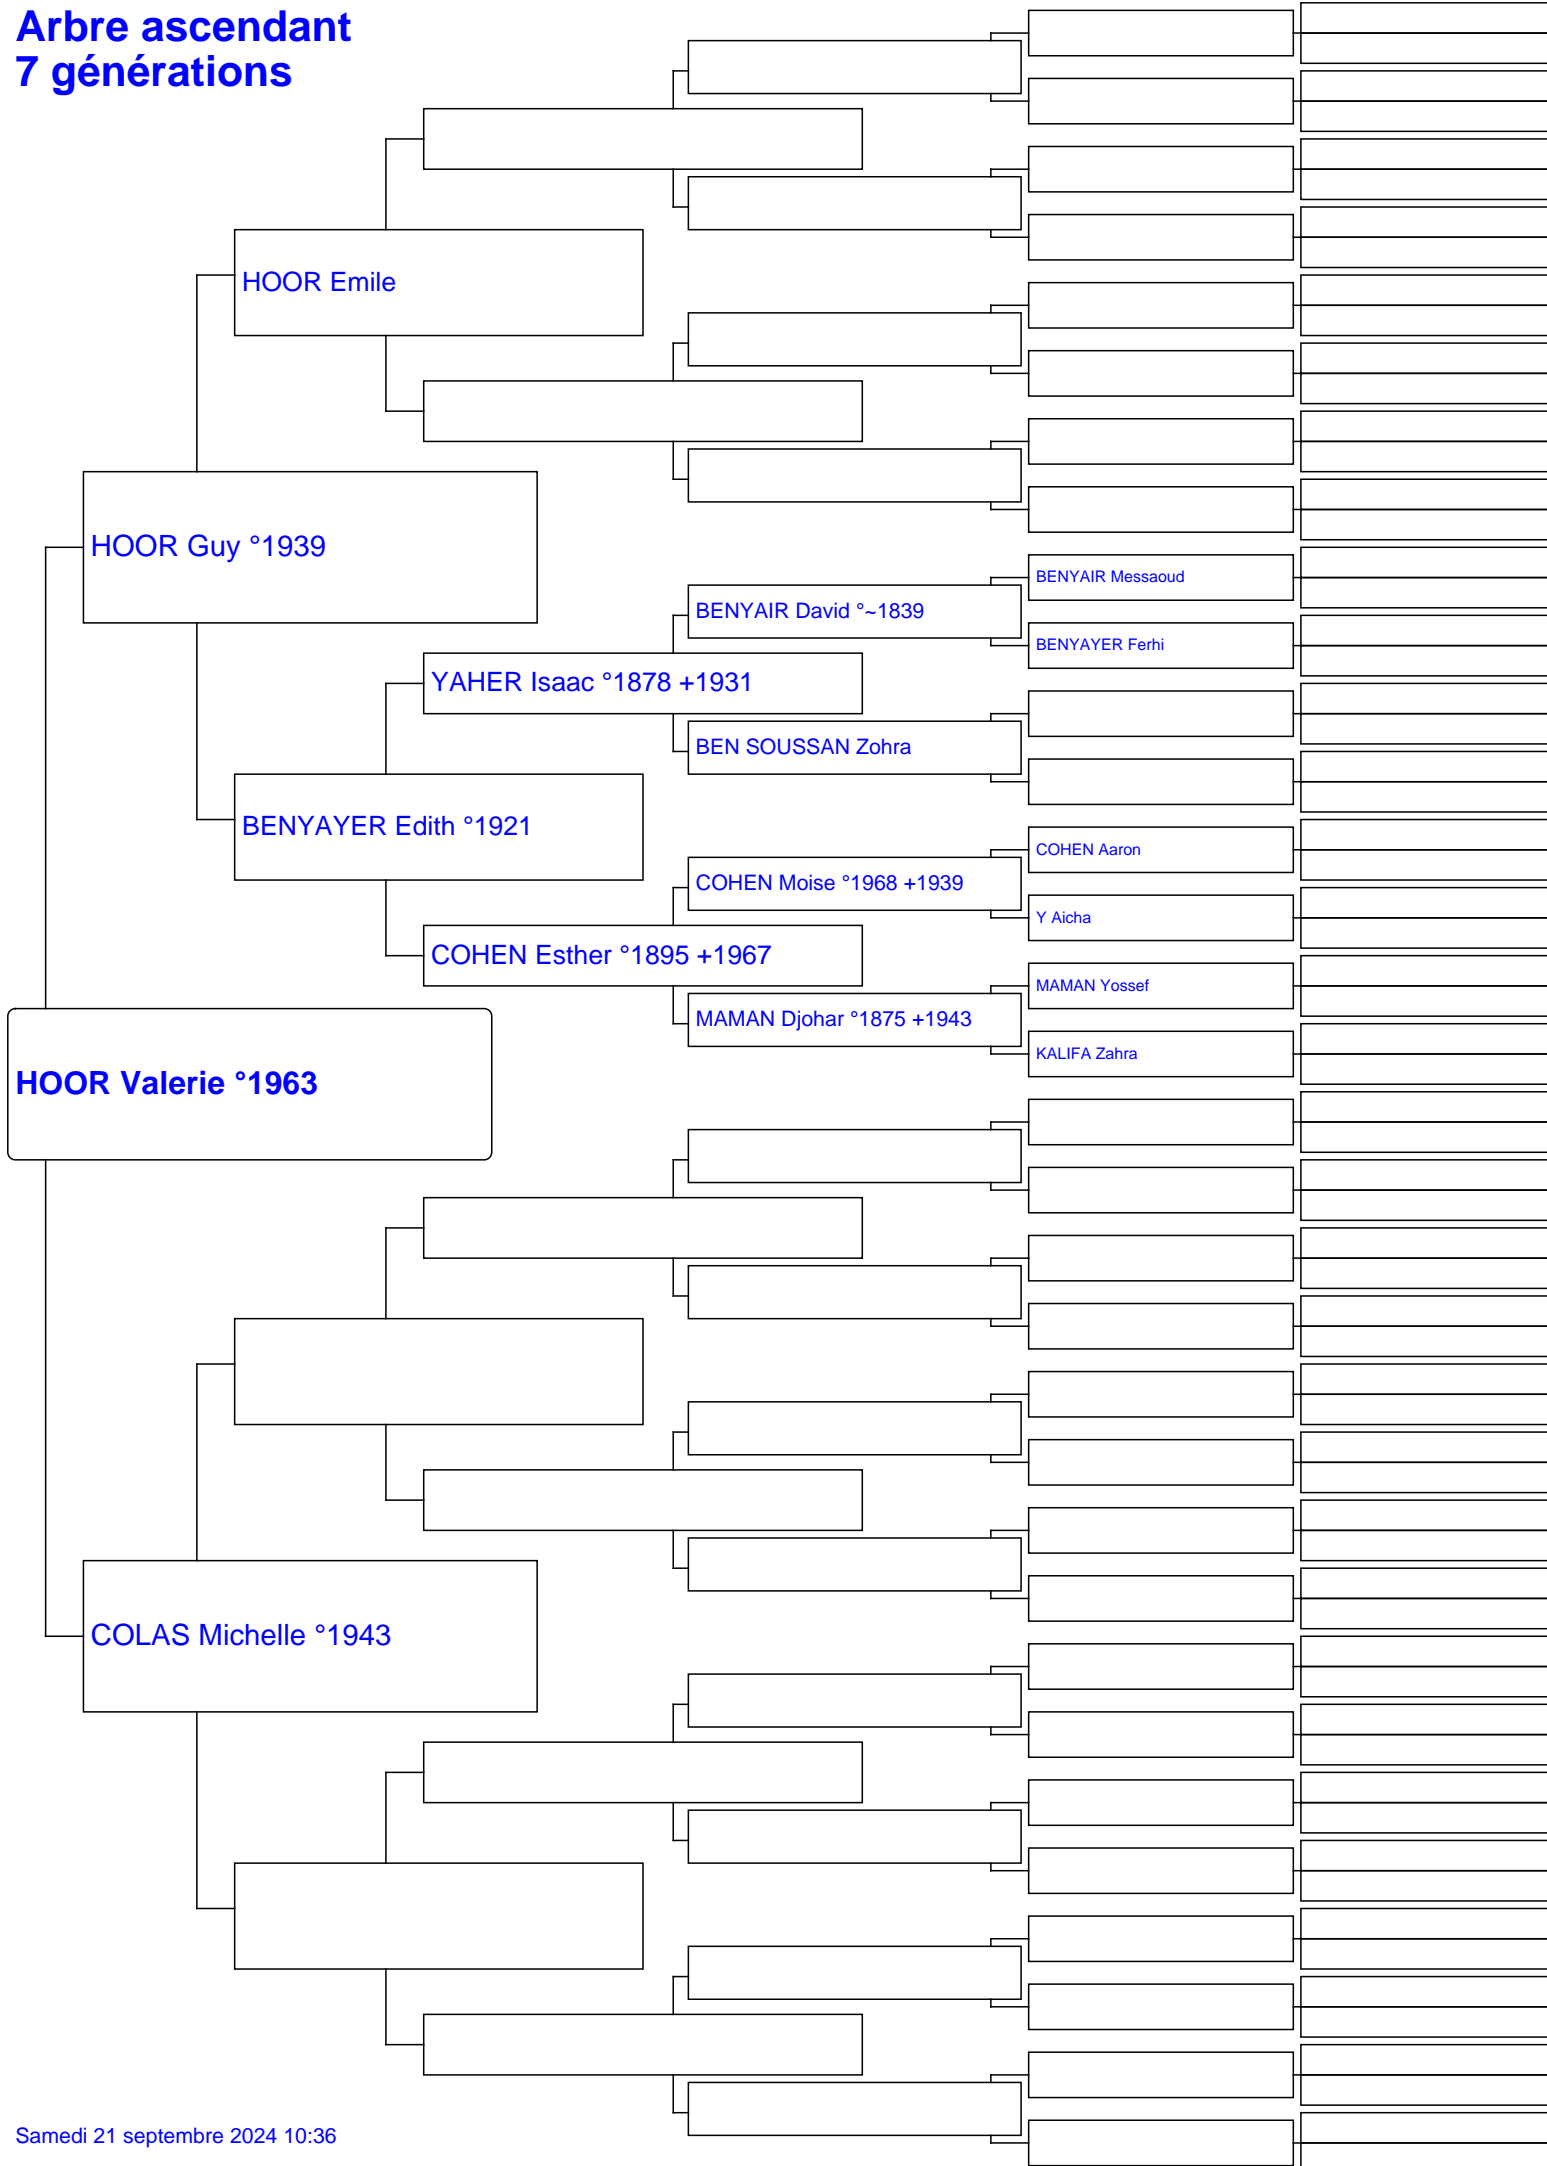 Arbre ascendant
7 générations
HOOR Emile
HOOR Guy °1939
BENYAIR Messaoud
BENYAIR David °~1839
BENYAYER Ferhi
YAHER Isaac °1878 +1931
BEN SOUSSAN Zohra
BENYAYER Edith °1921
COHEN Aaron
COHEN Moise °1968 +1939
Y Aicha
COHEN Esther °1895 +1967
MAMAN Yossef
MAMAN Djohar °1875 +1943
KALIFA Zahra
HOOR Valerie °1963
COLAS Michelle °1943
Samedi 21 septembre 2024 10:36